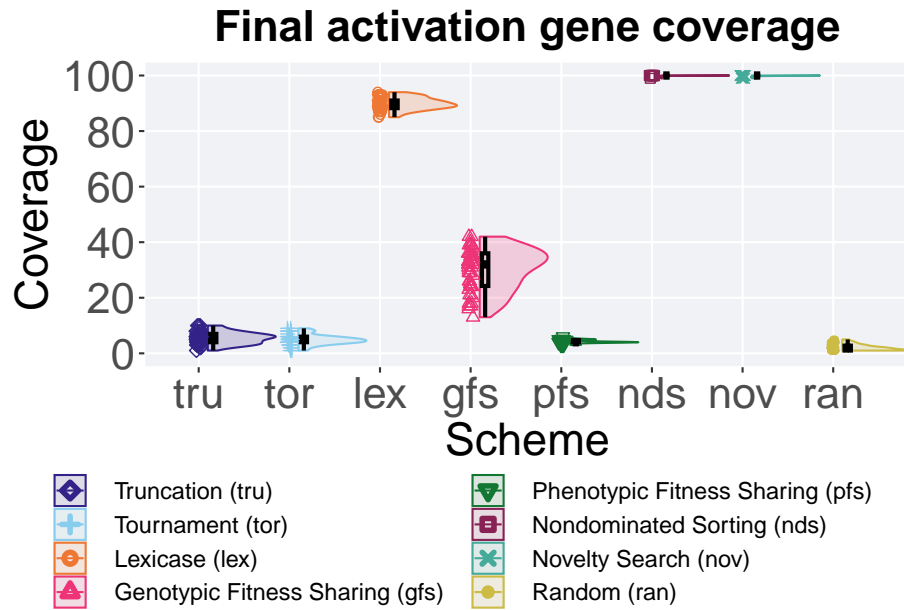 Final activation gene coverage
100
80
60
40
20
0
Coverage
tru tor lex gfs pfs nds nov ran
Scheme
Truncation (tru)
Tournament (tor)
Lexicase (lex)
Genotypic Fitness Sharing (gfs)
Phenotypic Fitness Sharing (pfs)
Nondominated Sorting (nds)
Novelty Search (nov)
Random (ran)